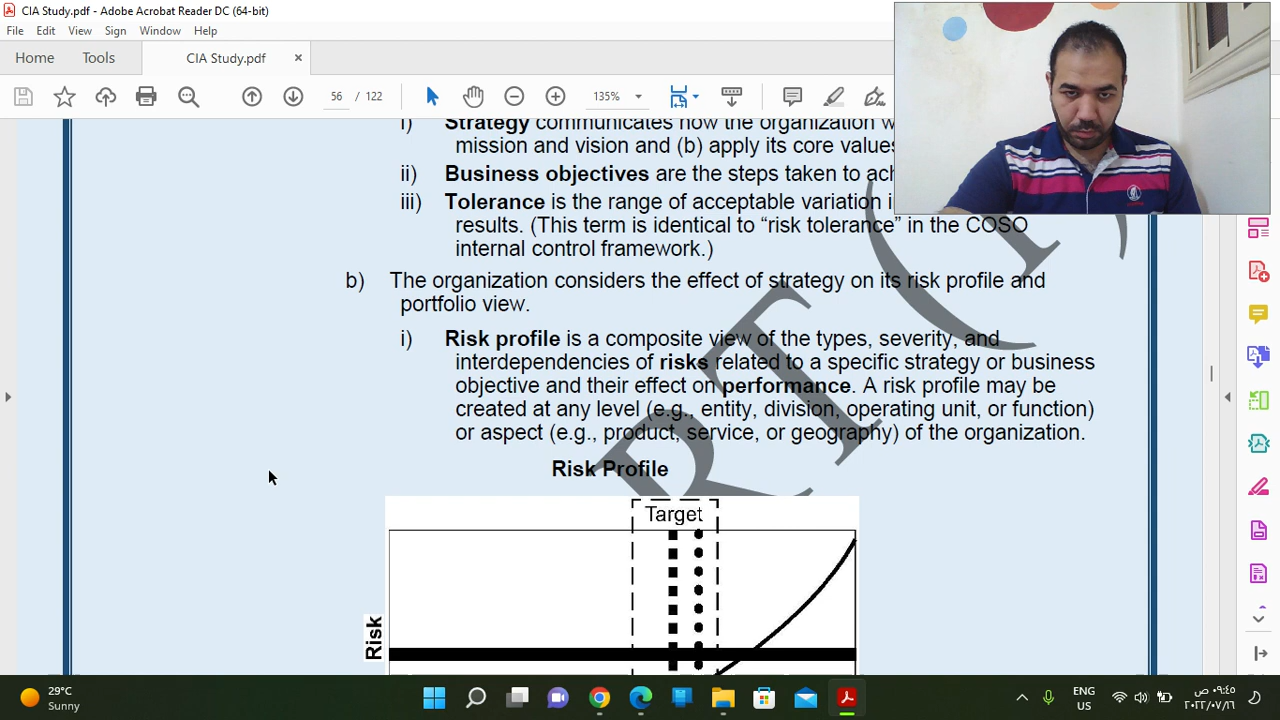 CIA Study.pdf - Adobe Acrobat Reader DC (64-bit)
File Edit View Sign Window Help
Home Tools CIA Study.pdf ×
56 / 122 135%
i) Strategy communicates how the organization w
mission and vision and (b) apply its core values
ii) Business objectives are the steps taken to ach
iii) Tolerance is the range of acceptable variation i
results. (This term is identical to “risk tolerance” in the COSO
internal control framework.)
b) The organization considers the effect of strategy on its risk profile and
portfolio view.
i) Risk profile is a composite view of the types, severity, and
interdependencies of risks related to a specific strategy or business
objective and their effect on performance. A risk profile may be
created at any level (e.g., entity, division, operating unit, or function)
or aspect (e.g., product, service, or geography) of the organization.
Risk Profile
Target
Risk
29°C
Sunny
ENG
US
٠٩:٤٥ ص
٢٠٢٢/٠٧/١٦